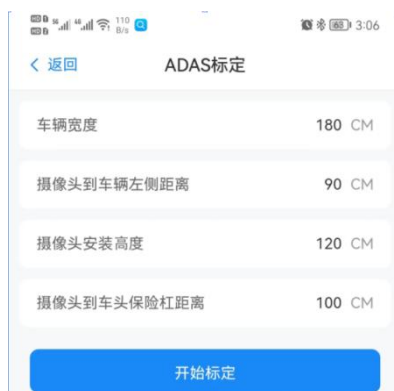 110 B/s 3:06
返回 ADAS标定
车辆宽度 180 CM
摄像头到车辆左侧距离 90 CM
摄像头安装高度 120 CM
摄像头到车头保险杠距离 100 CM
开始标定